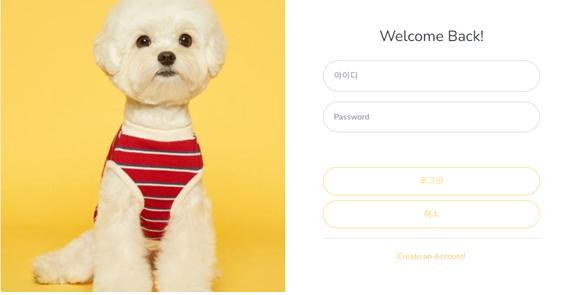 Welcome Back!
아이디
Password
로그인
취소
Create an Account!